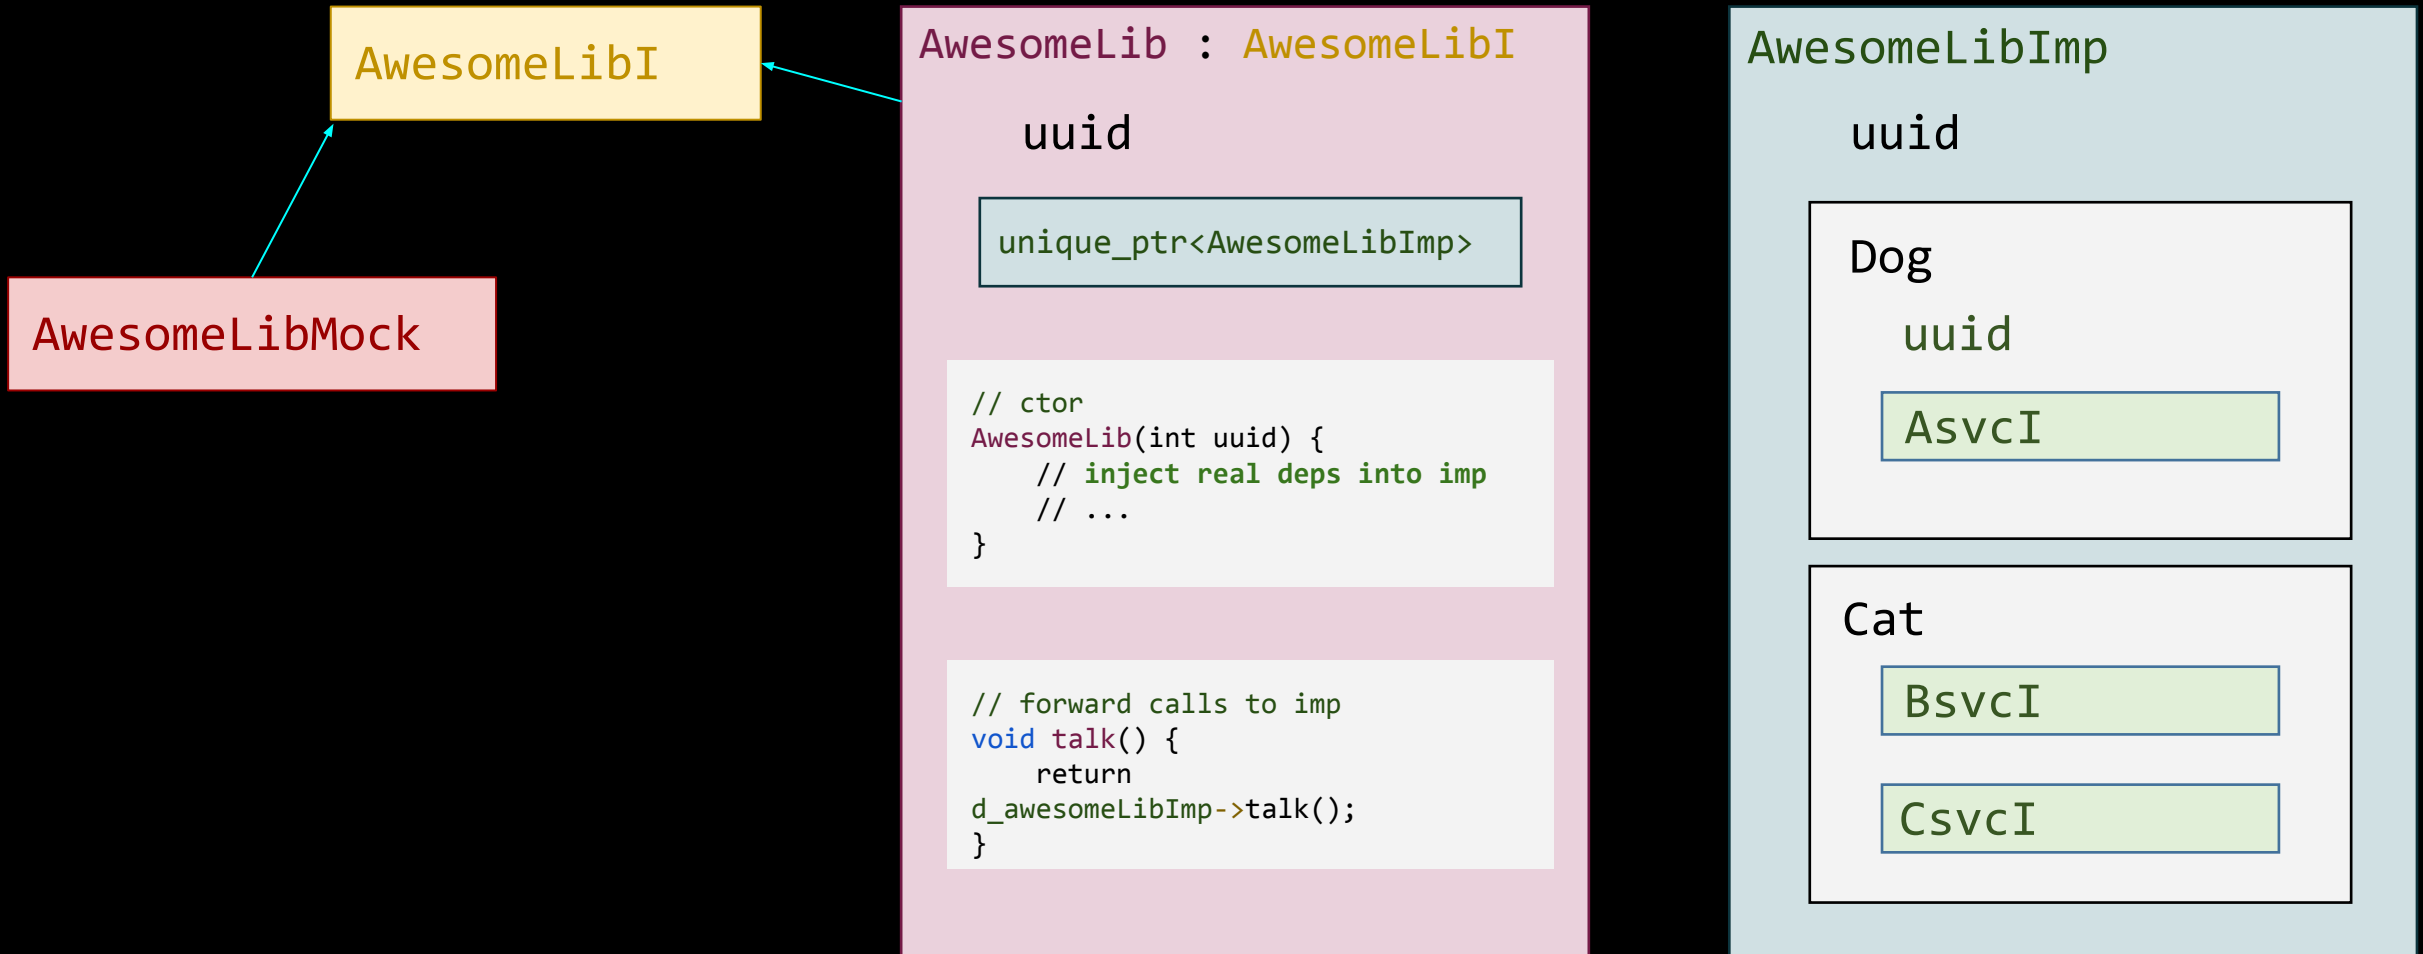 AwesomeLibI
AwesomeLibMock
AwesomeLib : AwesomeLibI
uuid
unique_ptr<AwesomeLibImp>
// ctor
AwesomeLib(int uuid) {
    // inject real deps into imp
    // ...
}
// forward calls to imp
void talk() {
    return
d_awesomeLibImp->talk();
}
AwesomeLibImp
uuid
Dog
uuid
AsvcI
Cat
BsvcI
CsvcI